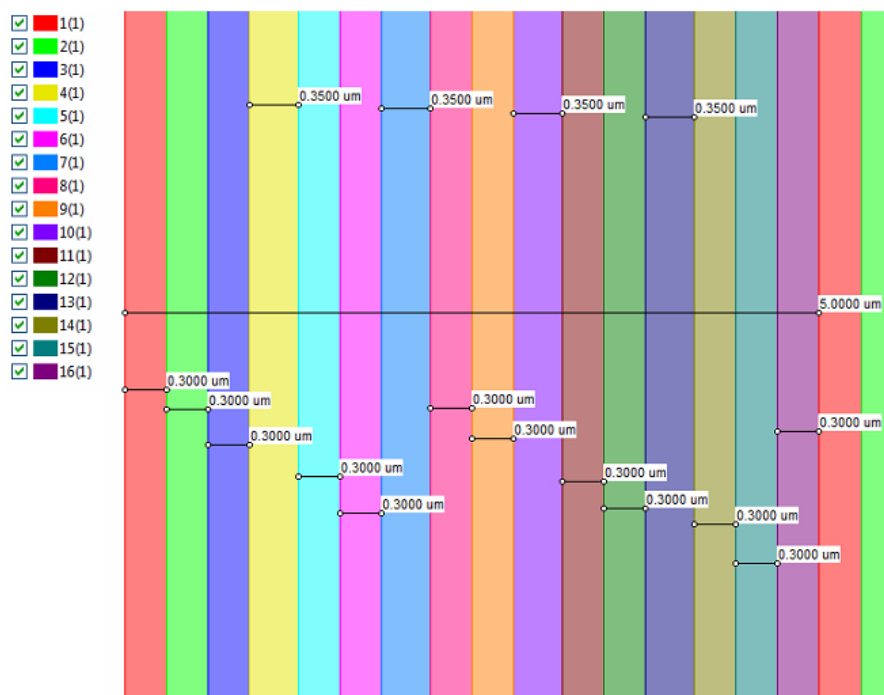 1(1)
2(1)
3(1)
4(1)
5(1)
6(1)
7(1)
8(1)
9(1)
10(1)
11(1)
12(1)
13(1)
14(1)
15(1)
16(1)
0.3500 um
0.3500 um
0.3500 um
0.3500 um
5.0000 um
0.3000 um
0.3000 um
0.3000 um
0.3000 um
0.3000 um
0.3000 um
0.3000 um
0.3000 um
0.3000 um
0.3000 um
0.3000 um
0.3000 um